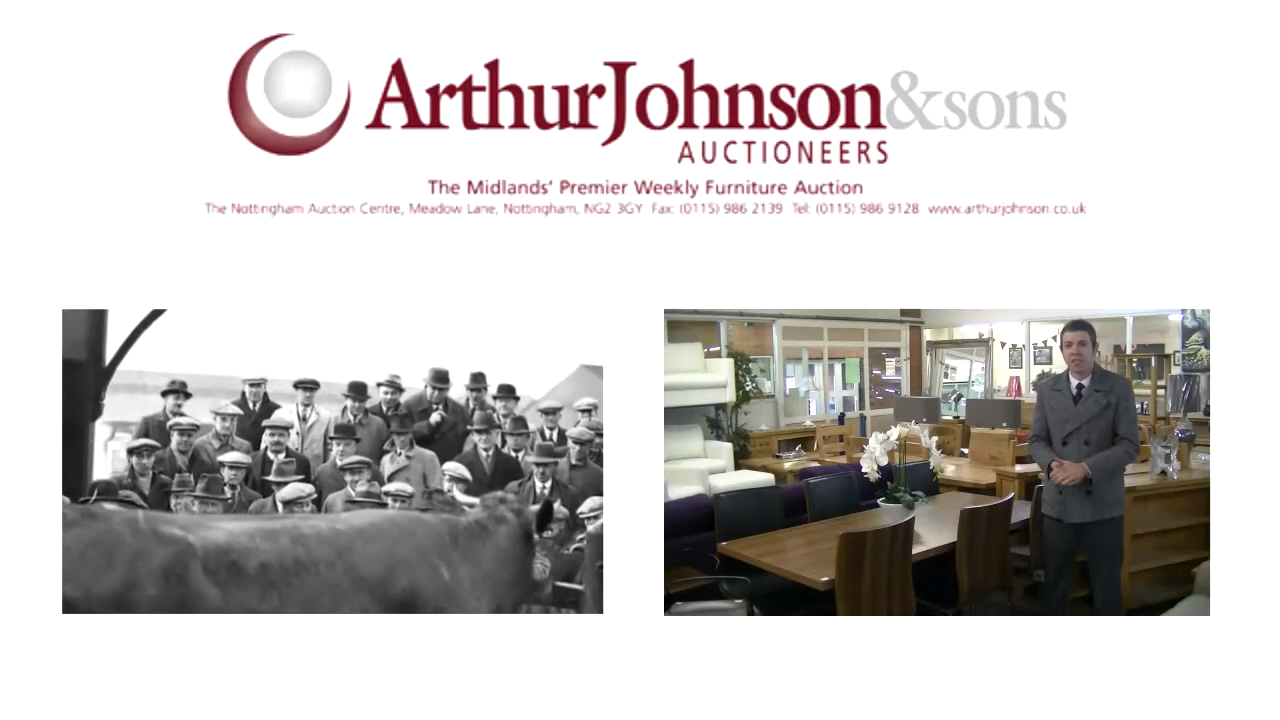 ArthurJohnson&sons
AUCTIONEERS
The Midlands' Premier Weekly Furniture Auction
The Nottingham Auction Centre, Meadow Lane, Nottingham, NG2 3GY Fax: (0115) 986 2139 Tel: (0115) 986 9128 www.arthurjohnson.co.uk